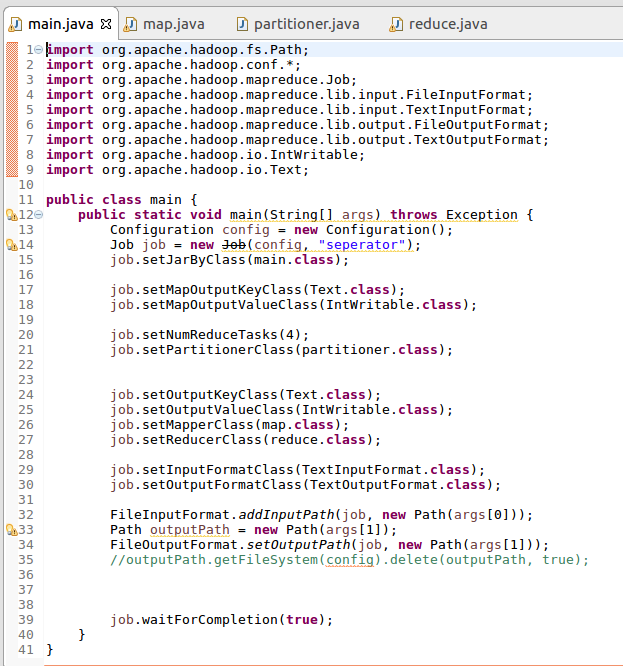 main.java map.java partitioner.java reduce.java
1 import org.apache.hadoop.fs.Path;
2 import org.apache.hadoop.conf.*;
3 import org.apache.hadoop.mapreduce.Job;
4 import org.apache.hadoop.mapreduce.lib.input.FileInputFormat;
5 import org.apache.hadoop.mapreduce.lib.input.TextInputFormat;
6 import org.apache.hadoop.mapreduce.lib.output.FileOutputFormat;
7 import org.apache.hadoop.mapreduce.lib.output.TextOutputFormat;
8 import org.apache.hadoop.io.IntWritable;
9 import org.apache.hadoop.io.Text;
10
11 public class main {
12     public static void main(String[] args) throws Exception {
13         Configuration config = new Configuration();
14         Job job = new Job(config, "seperator");
15         job.setJarByClass(main.class);
16
17         job.setMapOutputKeyClass(Text.class);
18         job.setMapOutputValueClass(IntWritable.class);
19
20         job.setNumReduceTasks(4);
21         job.setPartitionerClass(partitioner.class);
22
23
24         job.setOutputKeyClass(Text.class);
25         job.setOutputValueClass(IntWritable.class);
26         job.setMapperClass(map.class);
27         job.setReducerClass(reduce.class);
28
29         job.setInputFormatClass(TextInputFormat.class);
30         job.setOutputFormatClass(TextOutputFormat.class);
31
32         FileInputFormat.addInputPath(job, new Path(args[0]));
33         Path outputPath = new Path(args[1]);
34         FileOutputFormat.setOutputPath(job, new Path(args[1]));
35         //outputPath.getFileSystem(config).delete(outputPath, true);
36
37
38
39         job.waitForCompletion(true);
40     }
41 }